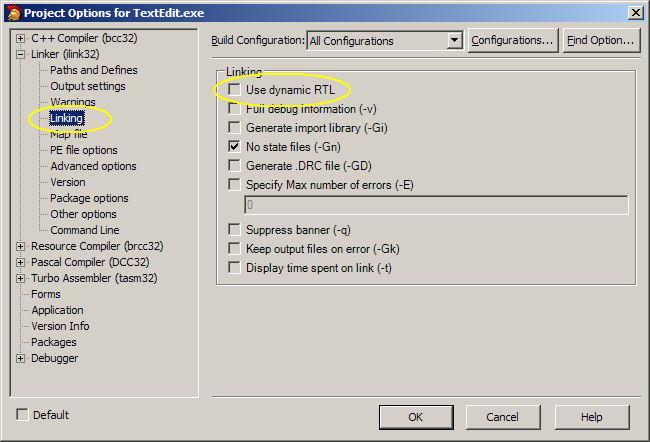 Project Options for TextEdit.exe
C++ Compiler (bcc32)
Linker (ilink32)
Paths and Defines
Output settings
Warnings
Linking
Map file
PE file options
Advanced options
Version
Package options
Other options
Command Line
Resource Compiler (brcc32)
Pascal Compiler (DCC32)
Turbo Assembler (tasm32)
Forms
Application
Version Info
Packages
Debugger
Default
Build Configuration: All Configurations Configurations... Find Option...
Linking
Use dynamic RTL
Full debug information (-v)
Generate import library (-Gi)
No state files (-Gn)
Generate .DRC file (-GD)
Specify Max number of errors (-E)
0
Suppress banner (-q)
Keep output files on error (-Gk)
Display time spent on link (-t)
OK Cancel Help